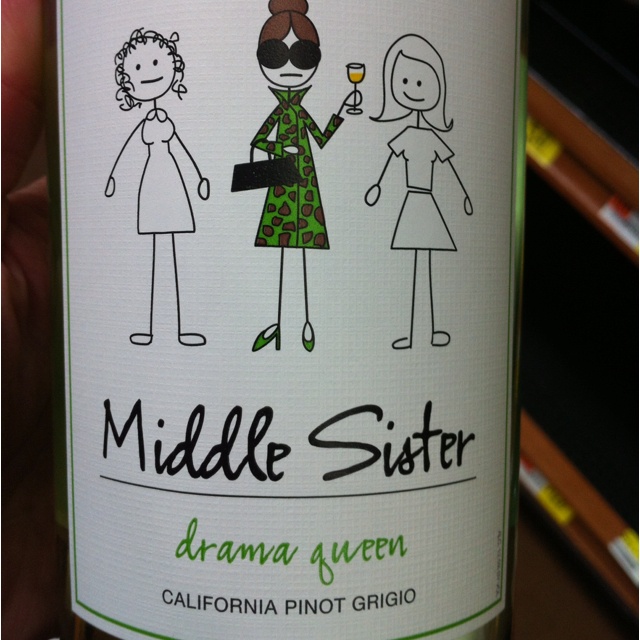 Middle Sister
drama queen
CALIFORNIA PINOT GRIGIO